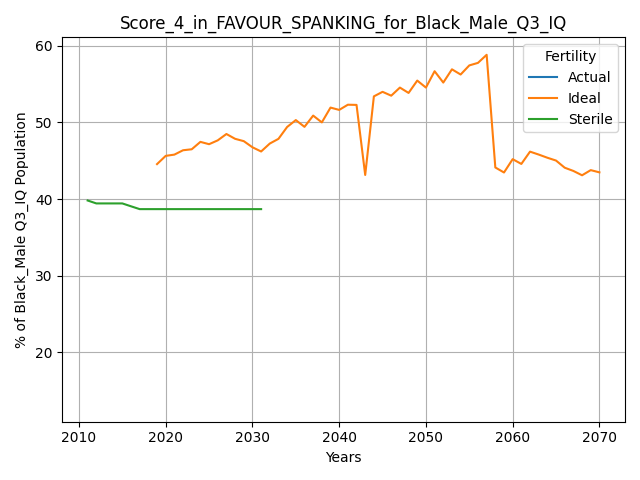 Score_4_in_FAVOUR_SPANKING_for_Black_Male_Q3_IQ
% of Black_Male Q3_IQ Population
60
50
40
30
20
Fertility
Actual
Ideal
Sterile
2010 2020 2030 2040 2050 2060 2070
Years